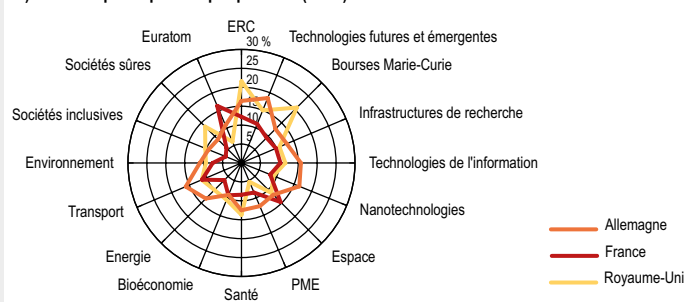 ERC
30 %
25
20
15
10
5
Technologies futures et émergentes
Bourses Marie-Curie
Infrastructures de recherche
Technologies de l'information
Nanotechnologies
Espace
PME
Santé
Bioéconomie
Energie
Transport
Environnement
Sociétés inclusives
Sociétés sûres
Euratom
Allemagne
France
Royaume-Uni